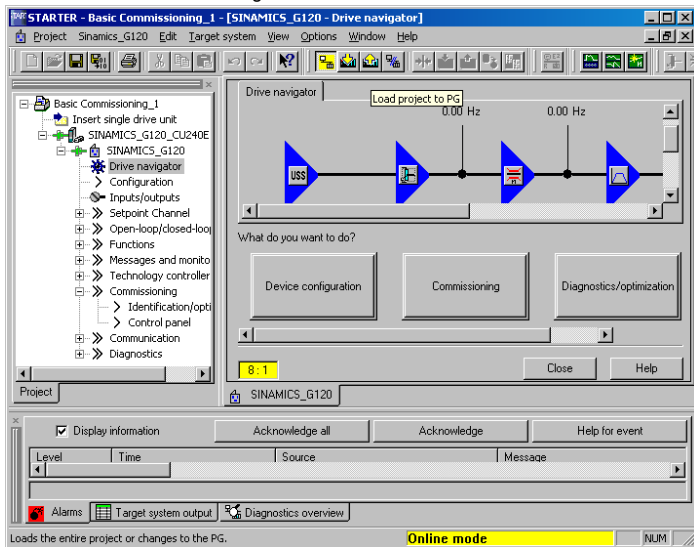 STARTER - Basic Commissioning_1 - [SINAMICS_G120 - Drive navigator]
Project Sinamics_G120 Edit Target system View Options Window Help
Drive navigator
Load project to PG
Basic Commissioning_1
Insert single drive unit
SINAMICS_G120_CU240E
SINAMICS_G120
Drive navigator
Configuration
Inputs/outputs
Setpoint Channel
Open-loop/closed-loop
Functions
Messages and monito
Technology controller
Commissioning
Identification/opti
Control panel
Communication
Diagnostics
Project
0.00 Hz 0.00 Hz
USS
What do you want to do?
Device configuration Commissioning Diagnostics/optimization
8 : 1 Close Help
SINAMICS_G120
Display information Acknowledge all Acknowledge Help for event
Level Time Source Message
Alarms Target system output Diagnostics overview
Loads the entire project or changes to the PG. Online mode NUM